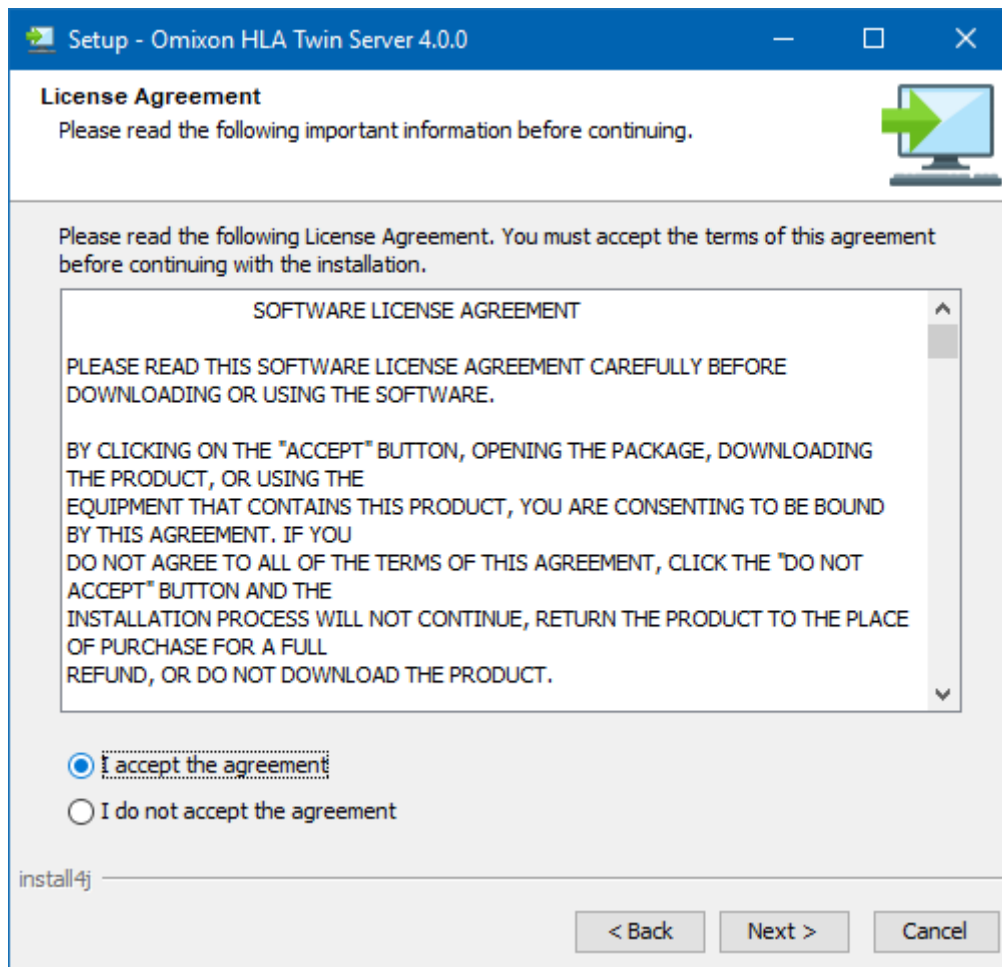 Setup - Omixon HLA Twin Server 4.0.0
License Agreement
Please read the following important information before continuing.
Please read the following License Agreement. You must accept the terms of this agreement
before continuing with the installation.
SOFTWARE LICENSE AGREEMENT
PLEASE READ THIS SOFTWARE LICENSE AGREEMENT CAREFULLY BEFORE
DOWNLOADING OR USING THE SOFTWARE.
BY CLICKING ON THE "ACCEPT" BUTTON, OPENING THE PACKAGE, DOWNLOADING
THE PRODUCT, OR USING THE
EQUIPMENT THAT CONTAINS THIS PRODUCT, YOU ARE CONSENTING TO BE BOUND
BY THIS AGREEMENT. IF YOU
DO NOT AGREE TO ALL OF THE TERMS OF THIS AGREEMENT, CLICK THE "DO NOT
ACCEPT" BUTTON AND THE
INSTALLATION PROCESS WILL NOT CONTINUE, RETURN THE PRODUCT TO THE PLACE
OF PURCHASE FOR A FULL
REFUND, OR DO NOT DOWNLOAD THE PRODUCT.
I accept the agreement
I do not accept the agreement
install4j
< Back Next > Cancel